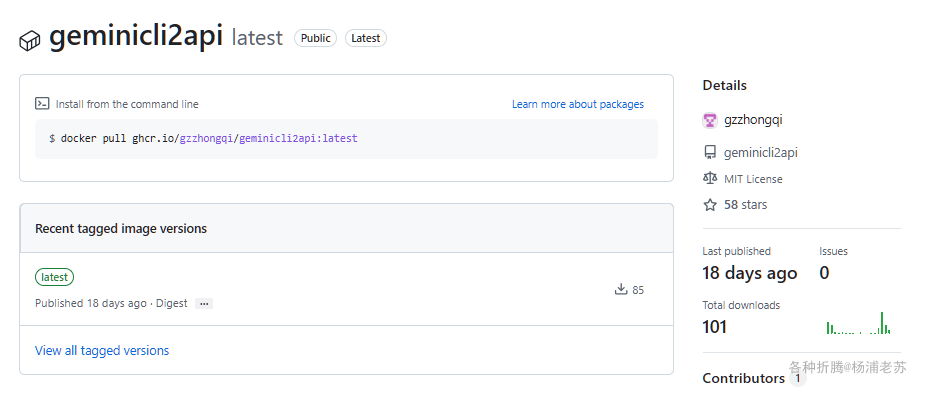 geminicli2api latest Public Latest
Install from the command line Learn more about packages
$ docker pull ghcr.io/gzzhongqi/geminicli2api:latest
Recent tagged image versions
latest
Published 18 days ago · Digest ...
85
View all tagged versions
Details
gzzhongqi
geminicli2api
MIT License
58 stars
Last published Issues
18 days ago 0
Total downloads
101
Contributors 1
各种折腾@杨浦老苏